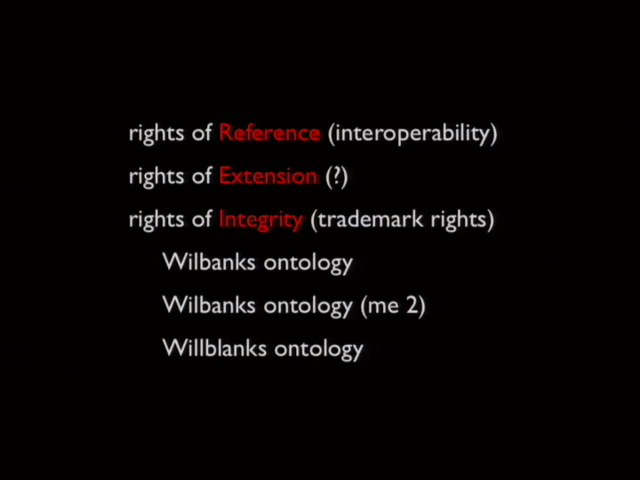 rights of Reference (interoperability)
rights of Extension (?)
rights of Integrity (trademark rights)
Wilbanks ontology
Wilbanks ontology (me 2)
Willblanks ontology